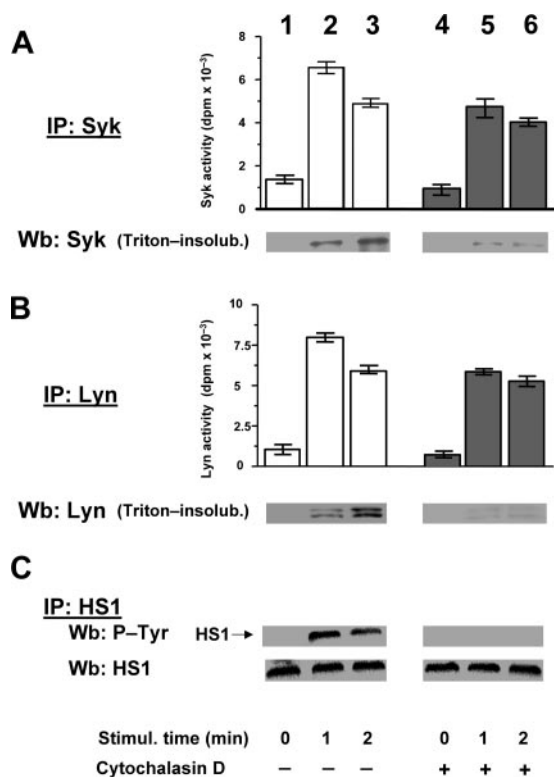 1 2 3 4 5 6
A
IP: Syk
Syk activity (dpm x 10⁻³)
8
6
4
2
0
Wb: Syk (Triton–insolub.)
B
IP: Lyn
Lyn activity (dpm x 10⁻³)
10
7.5
5
2.5
0
Wb: Lyn (Triton–insolub.)
C
IP: HS1
Wb: P–Tyr HS1→
Wb: HS1
Stimul. time (min) 0 1 2 0 1 2
Cytochalasin D – – – + + +